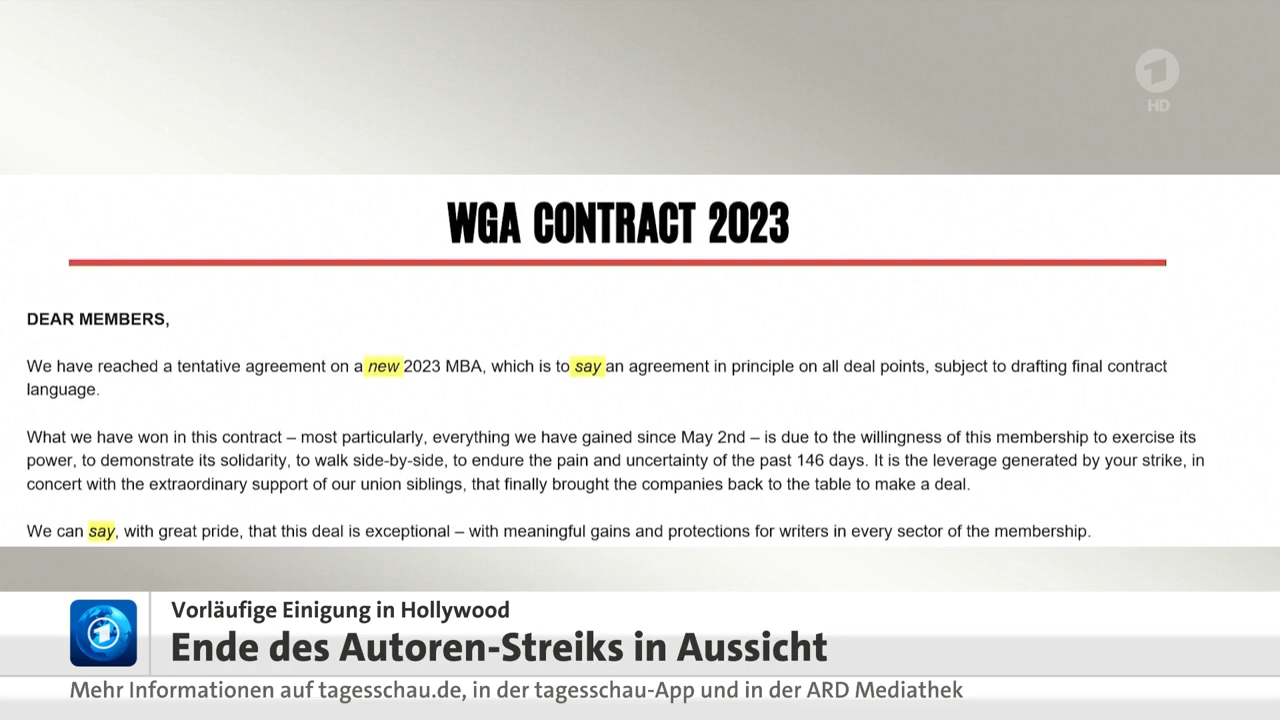 HD
WGA CONTRACT 2023
DEAR MEMBERS,
We have reached a tentative agreement on a new 2023 MBA, which is to say an agreement in principle on all deal points, subject to drafting final contract
language.
What we have won in this contract – most particularly, everything we have gained since May 2nd – is due to the willingness of this membership to exercise its
power, to demonstrate its solidarity, to walk side-by-side, to endure the pain and uncertainty of the past 146 days. It is the leverage generated by your strike, in
concert with the extraordinary support of our union siblings, that finally brought the companies back to the table to make a deal.
We can say, with great pride, that this deal is exceptional – with meaningful gains and protections for writers in every sector of the membership.
Vorläufige Einigung in Hollywood
Ende des Autoren-Streiks in Aussicht
Mehr Informationen auf tagesschau.de, in der tagesschau-App und in der ARD Mediathek